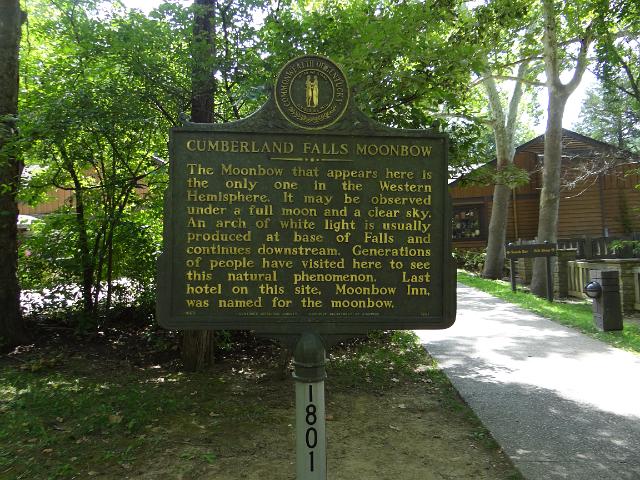 COMMONWEALTH OF KENTUCKY
CUMBERLAND FALLS MOONBOW
The Moonbow that appears here is
the only one in the Western
Hemisphere. It may be observed
under a full moon and a clear sky.
An arch of white light is usually
produced at base of Falls and
continues downstream. Generations
of people have visited here to see
this natural phenomenon. Last
hotel on this site, Moonbow Inn,
was named for the moonbow.
1801